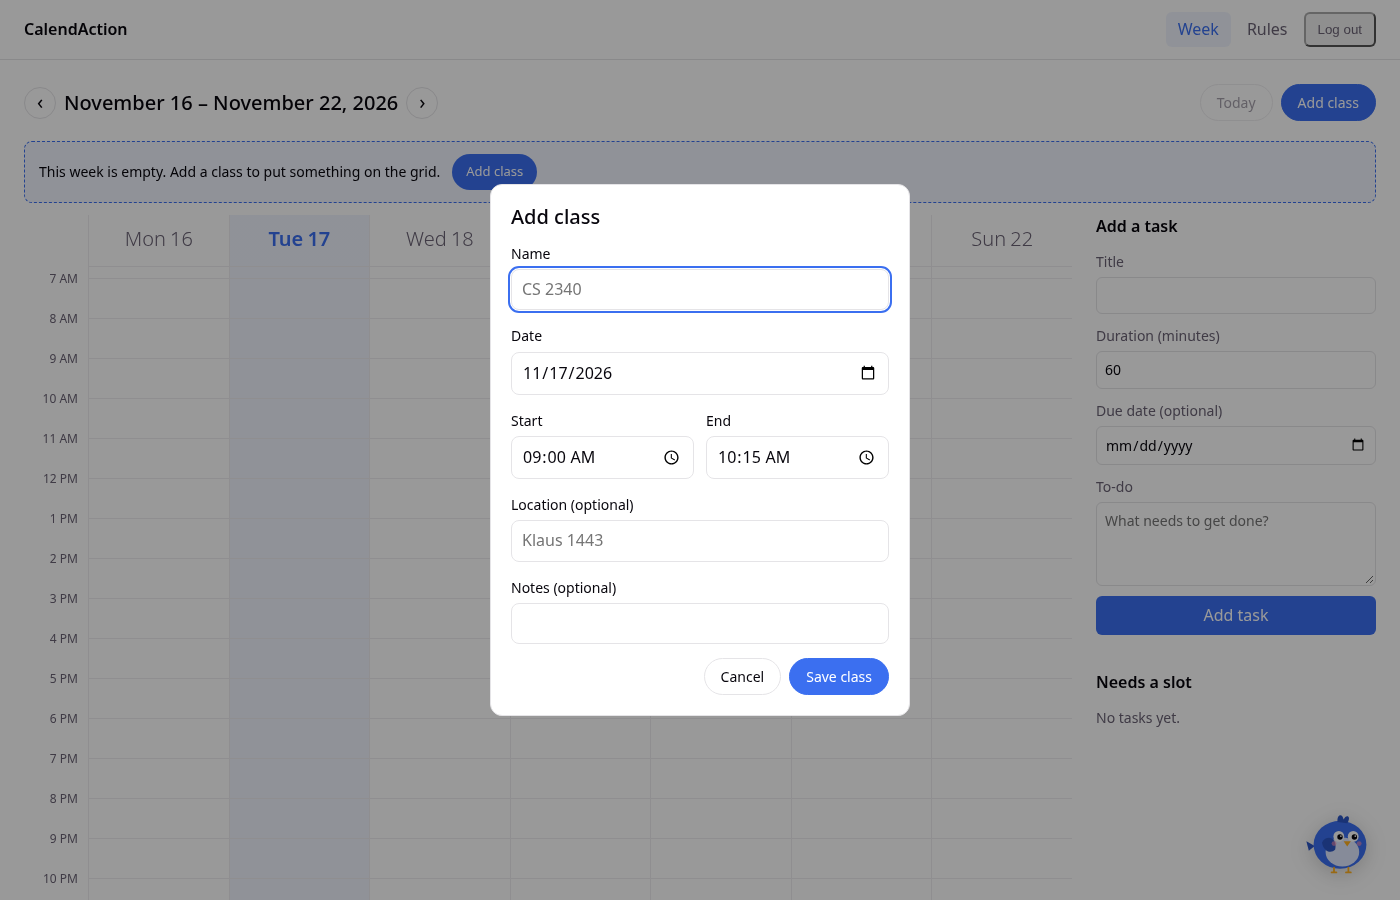 CalendAction
Week Rules Log out
‹ November 16 – November 22, 2026 › Today Add class
This week is empty. Add a class to put something on the grid. Add class
Mon 16 Tue 17 Wed 18 Sun 22
7 AM
8 AM
9 AM
10 AM
11 AM
12 PM
1 PM
2 PM
3 PM
4 PM
5 PM
6 PM
7 PM
8 PM
9 PM
10 PM
Add class
Name
CS 2340
Date
11/17/2026
Start End
09:00 AM 10:15 AM
Location (optional)
Klaus 1443
Notes (optional)
Cancel Save class
Add a task
Title
Duration (minutes)
60
Due date (optional)
mm/dd/yyyy
To-do
What needs to get done?
Add task
Needs a slot
No tasks yet.